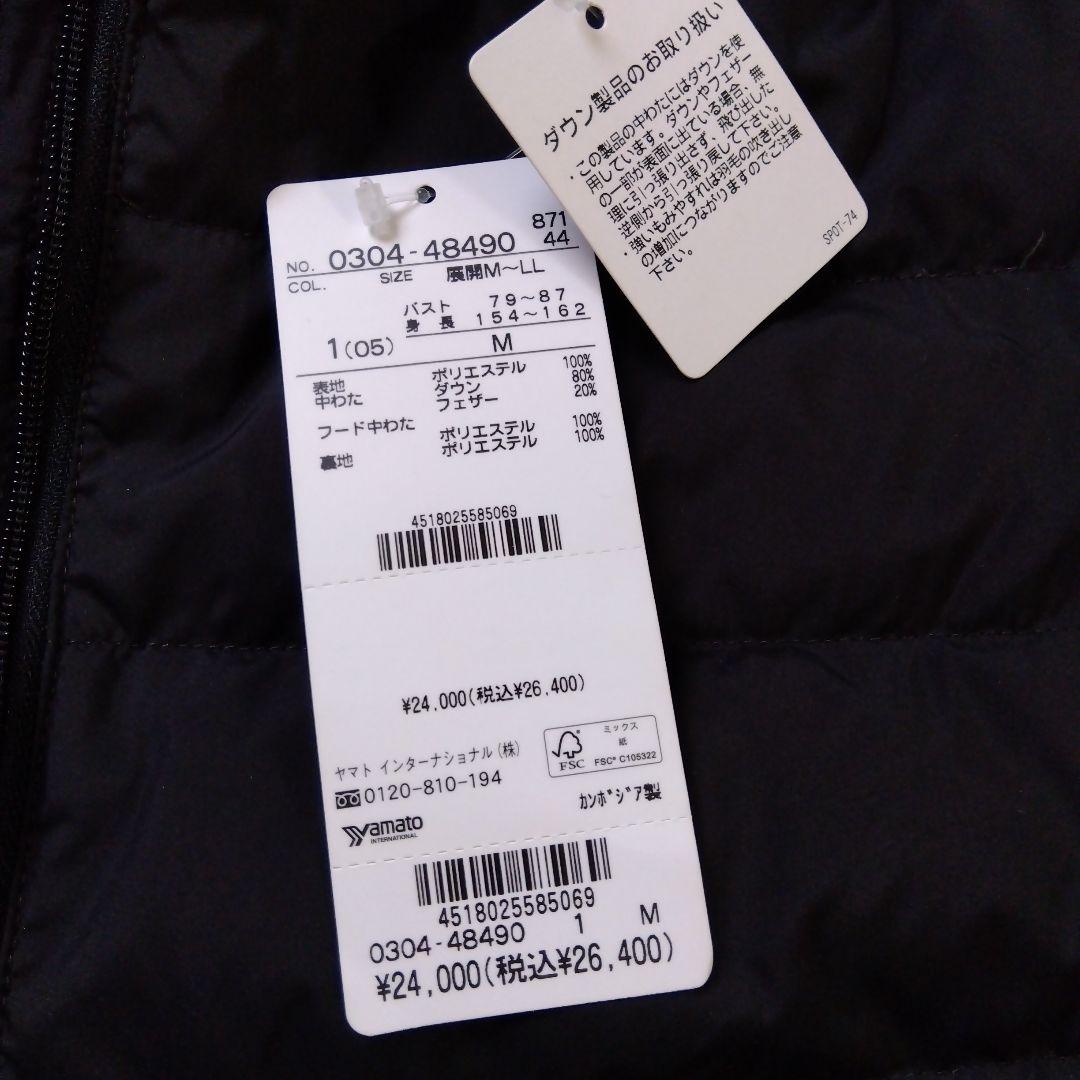 ダウン製品のお取り扱い
・この製品の中わたにはダウンを使
用しています。ダウンやフェザー
の一部が表面に出ている場合、無
理に引っ張り出さず、飛び出した
逆側から引っ張り戻して下さい。
・強いもみやすれは羽毛の吹き出し
の増加につながりますのでご注意
下さい。
SPOT-74
NO. 0304-48490 871
44
COL. SIZE 展開M〜LL
バスト 79〜87
身長 154〜162
1(05) M
表地 ポリエステル 100%
中わた ダウン 80%
フェザー 20%
フード中わた ポリエステル 100%
裏地 ポリエステル 100%
4518025585069
¥24,000(税込¥26,400)
ヤマト インターナショナル(株)
0120-810-194
ミックス
紙
FSC
FSC® C105322
カンボジア製
Yamato
INTERNATIONAL
4518025585069
0304-48490 1 M
¥24,000(税込¥26,400)